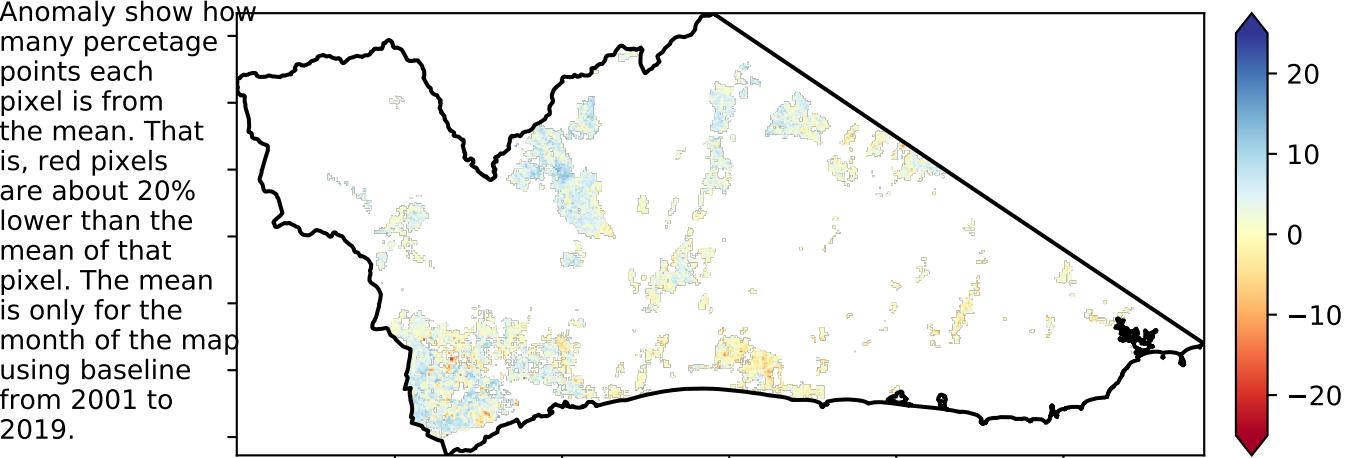 Anomaly show how
many percetage
points each
pixel is from
the mean. That
is, red pixels
are about 20%
lower than the
mean of that
pixel. The mean
is only for the
month of the map
using baseline
from 2001 to
2019.
20
10
0
−10
−20